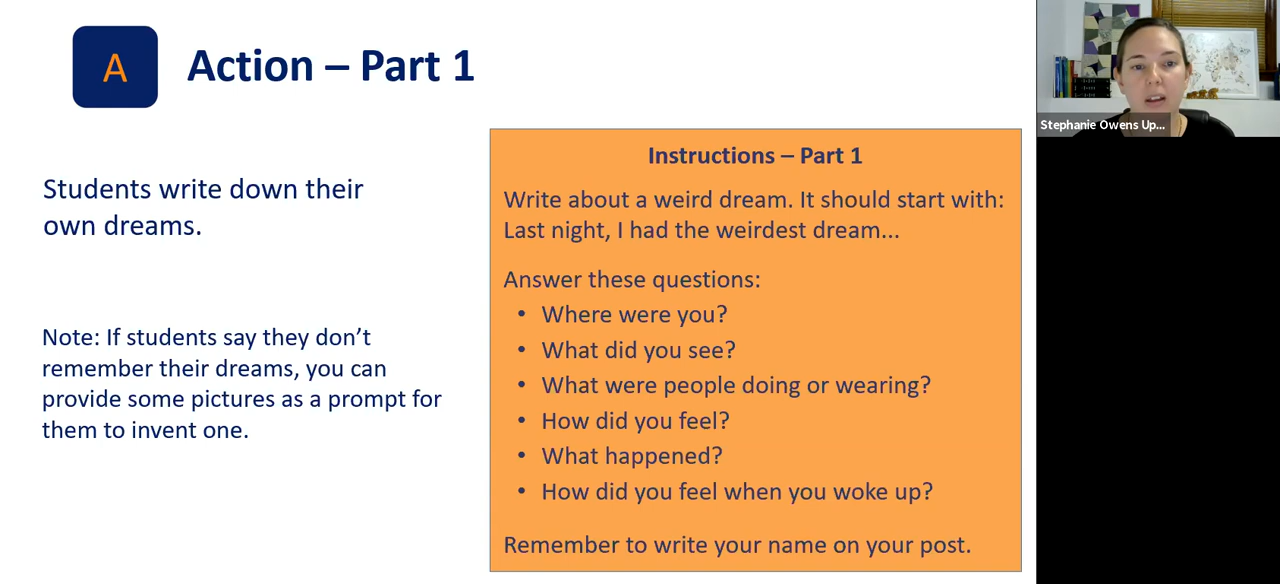 A
Action – Part 1
Students write down their
own dreams.
Note: If students say they don’t
remember their dreams, you can
provide some pictures as a prompt for
them to invent one.
Instructions – Part 1
Write about a weird dream. It should start with:
Last night, I had the weirdest dream...
Answer these questions:
• Where were you?
• What did you see?
• What were people doing or wearing?
• How did you feel?
• What happened?
• How did you feel when you woke up?
Remember to write your name on your post.
Stephanie Owens Up...